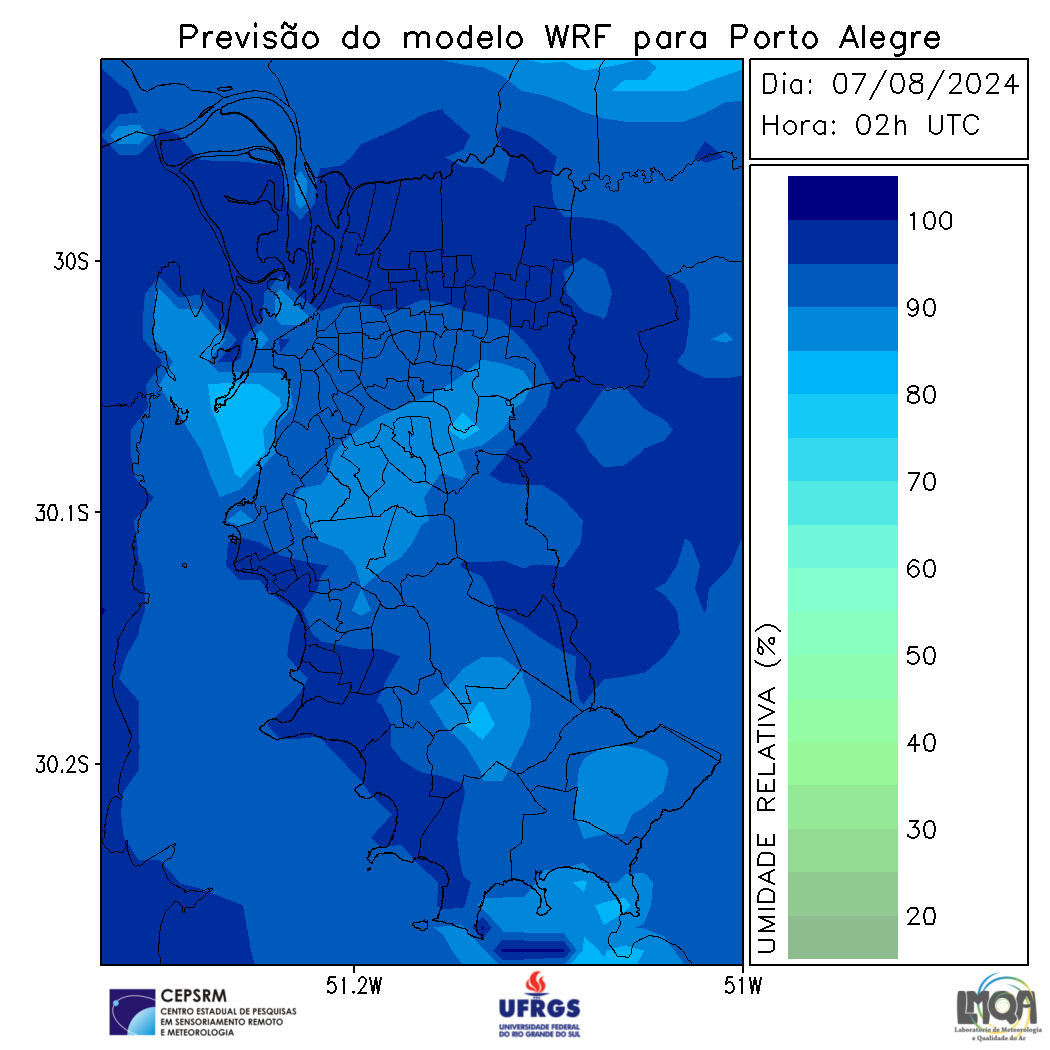 Previsão do modelo WRF para Porto Alegre
Dia: 07/08/2024
Hora: 02h UTC
30S
30.1S
30.2S
51.2W
51W
UMIDADE RELATIVA (%)
100
90
80
70
60
50
40
30
20
CEPSRM
CENTRO ESTADUAL DE PESQUISAS
EM SENSORIAMENTO REMOTO
E METEOROLOGIA
UFRGS
UNIVERSIDADE FEDERAL
DO RIO GRANDE DO SUL
LMQA
Laboratório de Meteorologia
e Qualidade do Ar